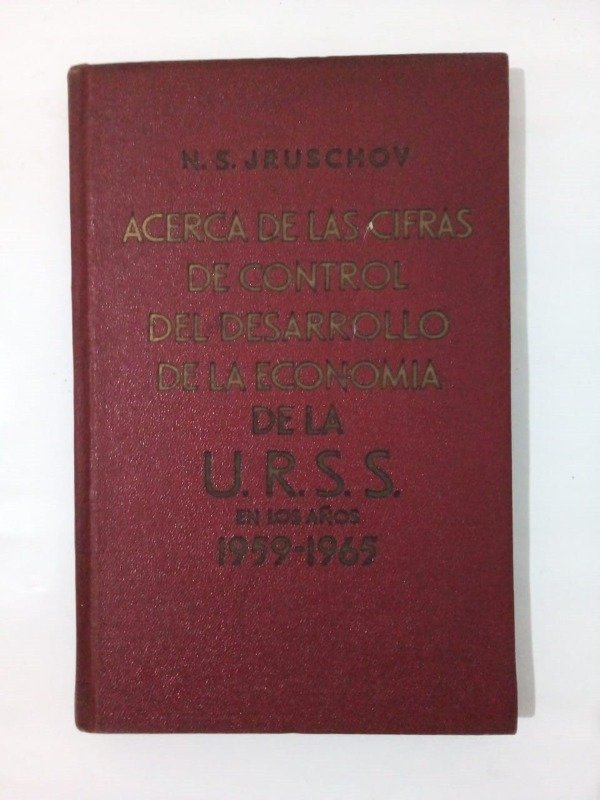 N. S. JRUSCHOV
ACERCA DE LAS CIFRAS
DE CONTROL
DEL DESARROLLO
DE LA ECONOMIA
DE LA
U.R.S.S.
EN LOS AÑOS
1959-1965